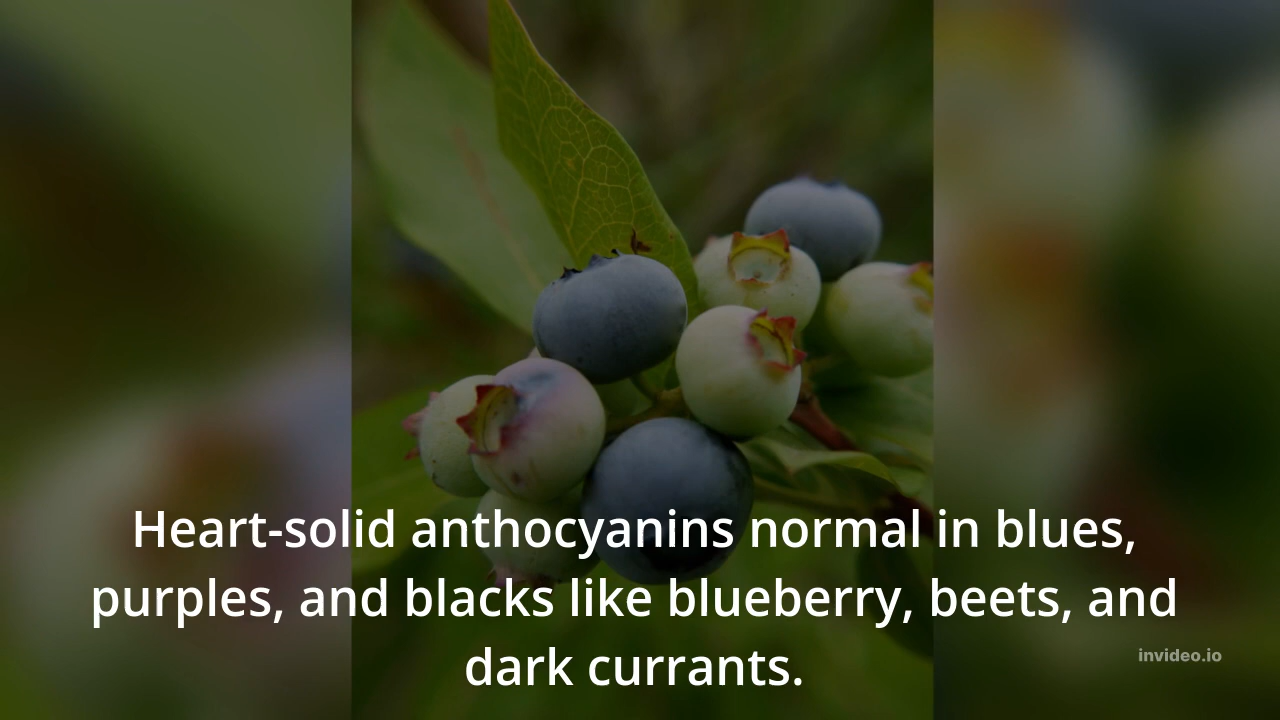 Heart-solid anthocyanins normal in blues,
purples, and blacks like blueberry, beets, and
dark currants.
invideo.io